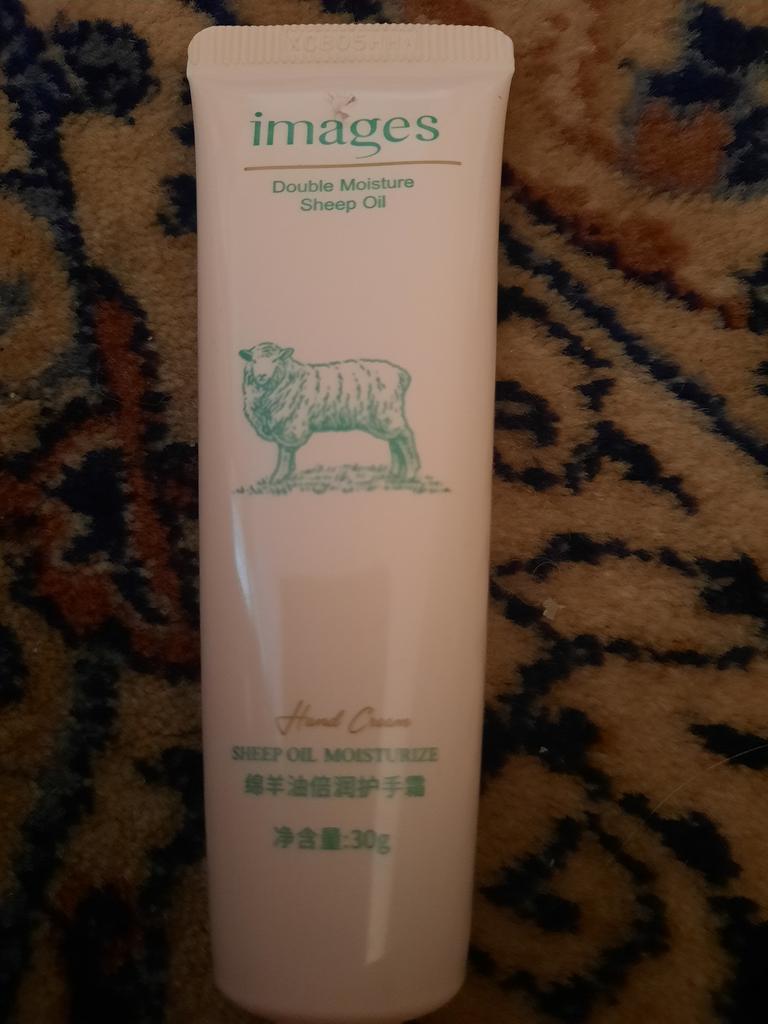 images
Double Moisture
Sheep Oil
Hand Cream
SHEEP OIL MOISTURIZE
绵羊油倍润护手霜
净含量:30g